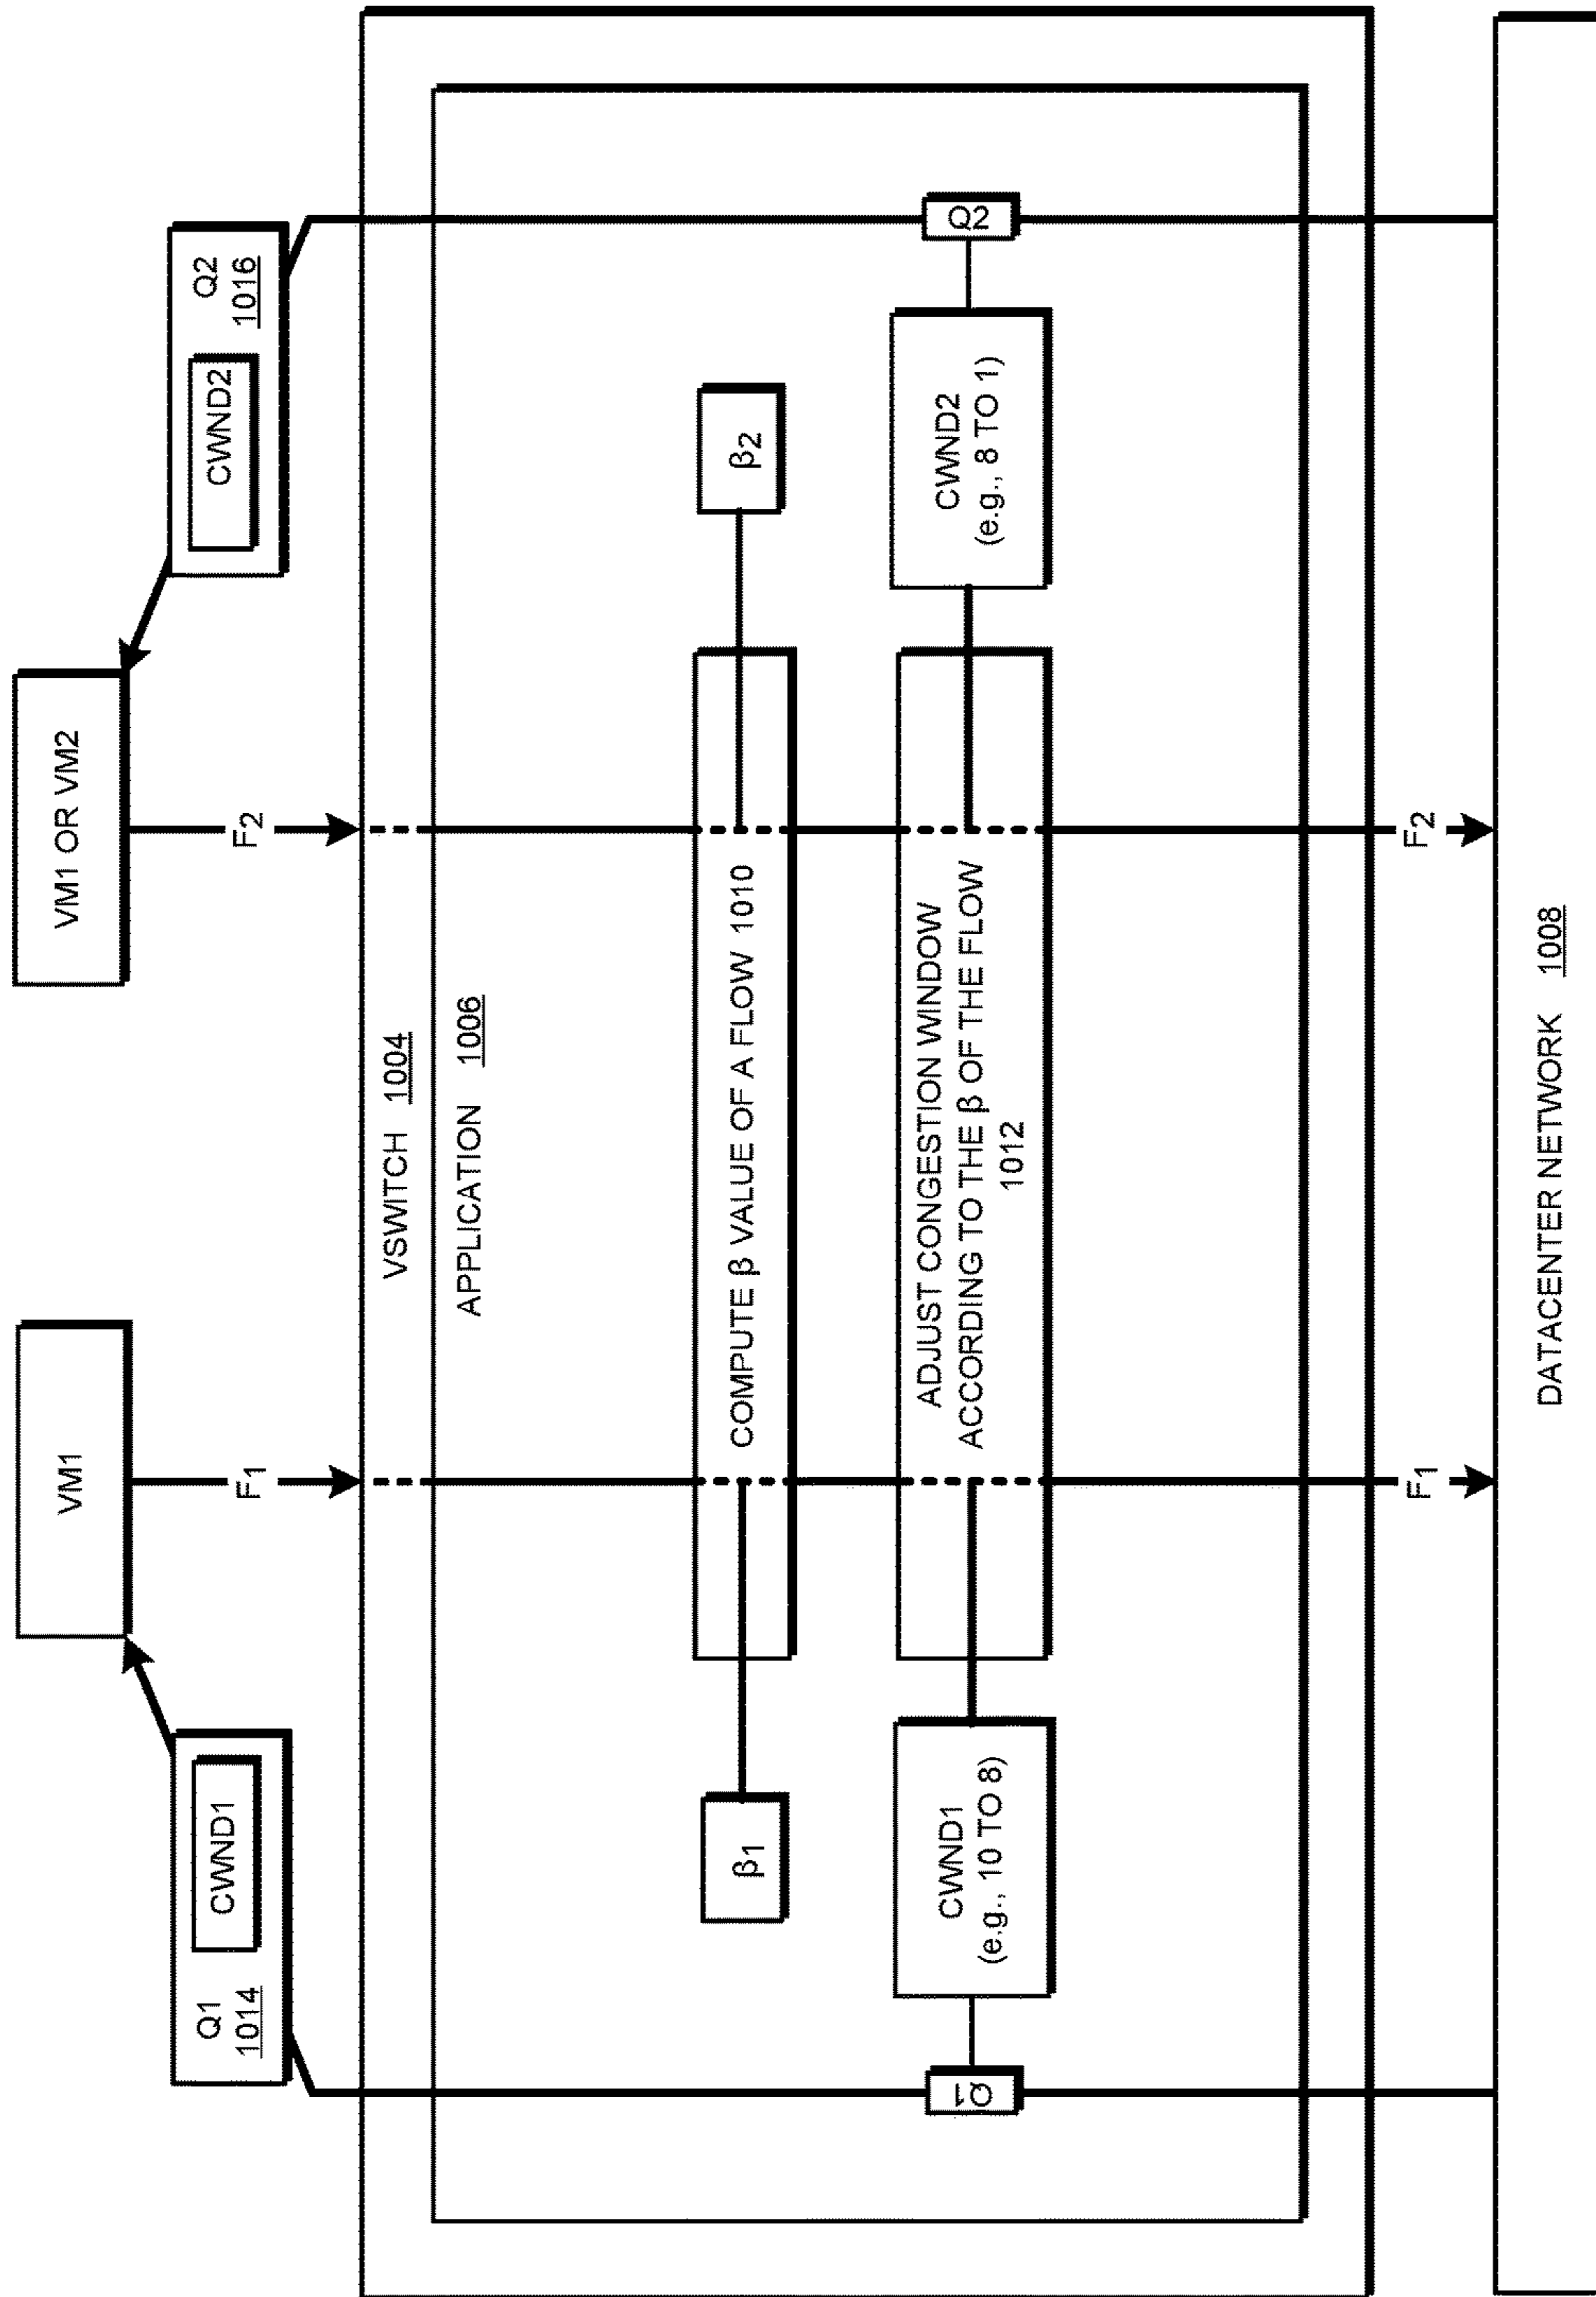 VM1
VM1 OR VM2
Q1
1014
CWND1
CWND2
Q2
1016
F1
F2
VSWITCH 1004
APPLICATION 1006
β1
COMPUTE β VALUE OF A FLOW 1010
β2
Q1
CWND1
(e.g., 10 TO 8)
ADJUST CONGESTION WINDOW
ACCORDING TO THE β OF THE FLOW
1012
CWND2
(e.g., 8 TO 1)
Q2
F1
F2
DATACENTER NETWORK 1008